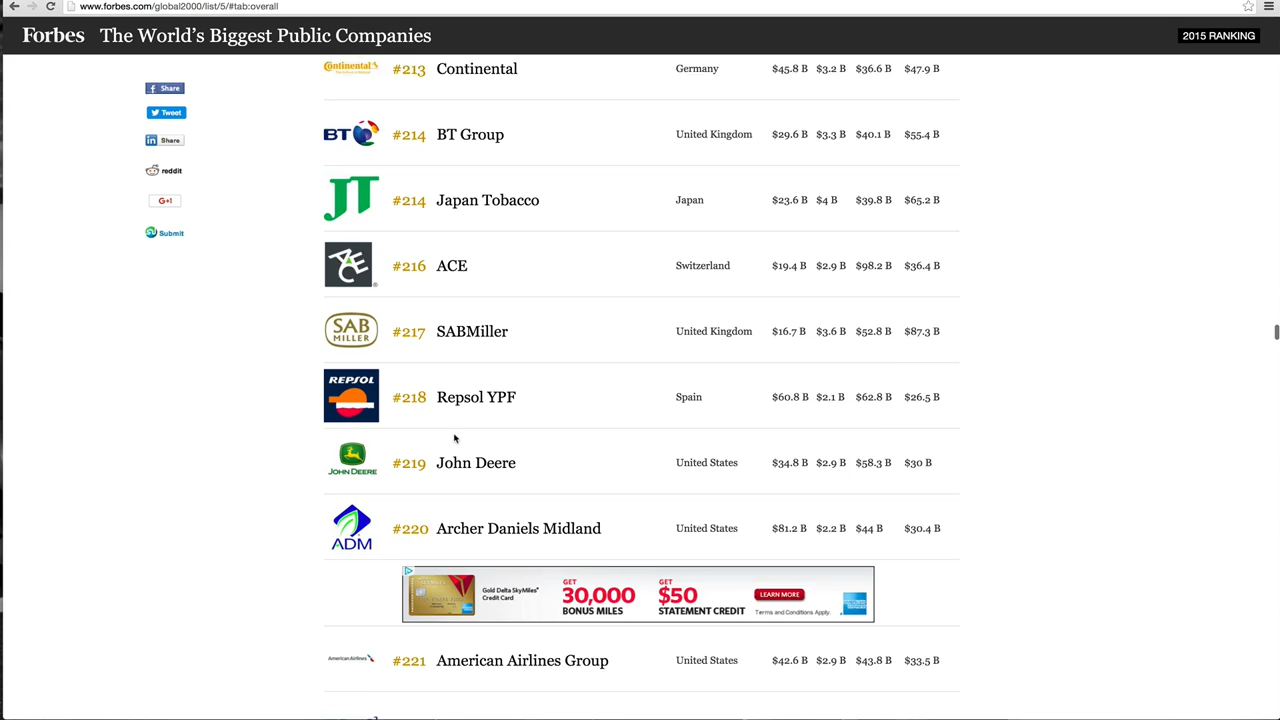 www.forbes.com/global2000/list/5/#tab:overall
Forbes The World's Biggest Public Companies 2015 RANKING
Continental #213 Continental Germany $45.8 B $3.2 B $36.6 B $47.9 B
Share
Tweet
BT #214 BT Group United Kingdom $29.6 B $3.3 B $40.1 B $55.4 B
in Share
reddit
JT #214 Japan Tobacco Japan $23.6 B $4 B $39.8 B $65.2 B
G+1
Submit
ACE #216 ACE Switzerland $19.4 B $2.9 B $98.2 B $36.4 B
SAB MILLER #217 SABMiller United Kingdom $16.7 B $3.6 B $52.8 B $87.3 B
REPSOL #218 Repsol YPF Spain $60.8 B $2.1 B $62.8 B $26.5 B
JOHN DEERE #219 John Deere United States $34.8 B $2.9 B $58.3 B $30 B
ADM #220 Archer Daniels Midland United States $81.2 B $2.2 B $44 B $30.4 B
Gold Delta SkyMiles® Credit Card
GET 30,000 BONUS MILES
GET $50 STATEMENT CREDIT
LEARN MORE
Terms and Conditions Apply.
AmericanAirlines #221 American Airlines Group United States $42.6 B $2.9 B $43.8 B $33.5 B